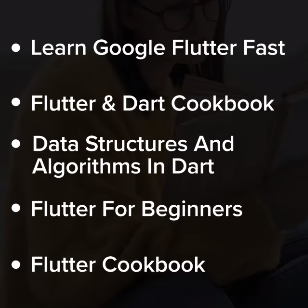 • Learn Google Flutter Fast
• Flutter & Dart Cookbook
• Data Structures And
Algorithms In Dart
• Flutter For Beginners
• Flutter Cookbook